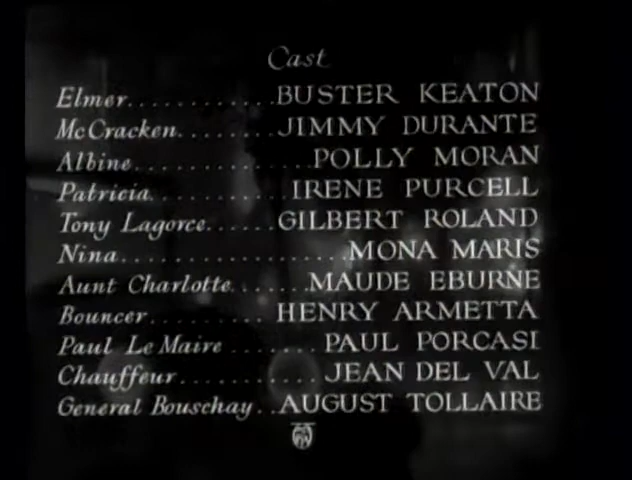 Cast
Elmer............BUSTER KEATON
McCracken........JIMMY DURANTE
Albine..............POLLY MORAN
Patricia...........IRENE PURCELL
Tony Lagorce......GILBERT ROLAND
Nina.................MONA MARIS
Aunt Charlotte.......MAUDE EBURNE
Bouncer..........HENRY ARMETTA
Paul Le Maire .......PAUL PORCASI
Chauffeur............JEAN DEL VAL
General Bouschay..AUGUST TOLLAIRE